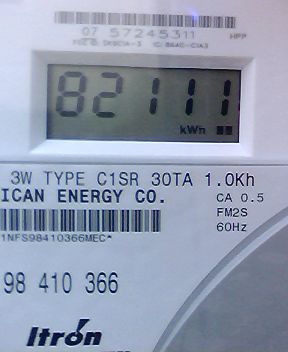 07 57245311 HPP
82111
kWh
3W TYPE C1SR 30TA 1.0Kh
ICAN ENERGY CO. CA 0.5
FM2S
60Hz
1NFS98410366MEC*
98 410 366
Itron